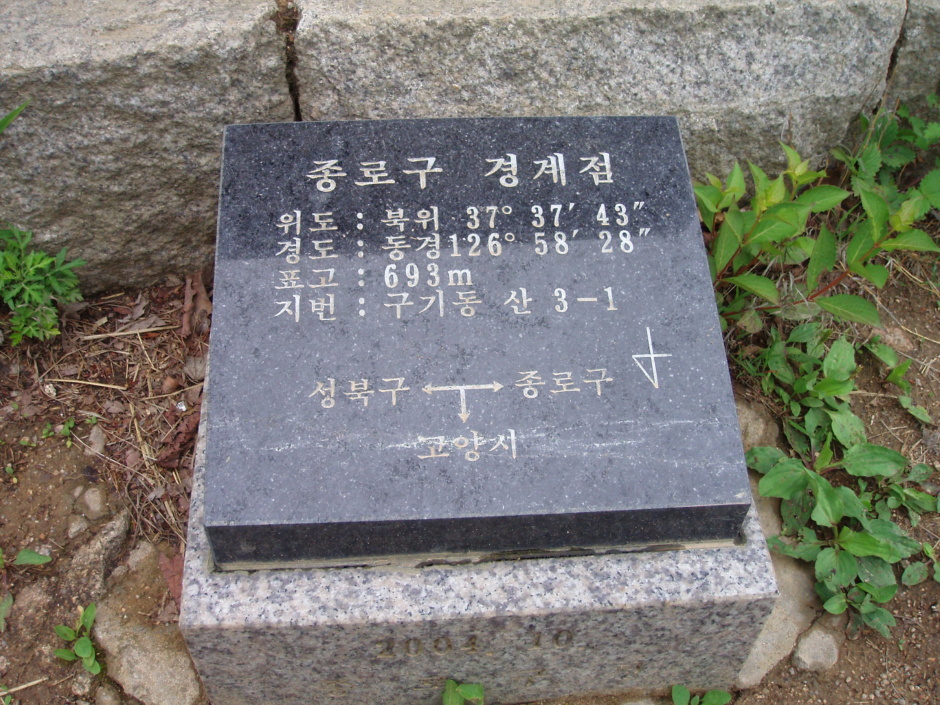 종로구 경계점
위도 : 북위 37° 37′ 43″
경도 : 동경126° 58′ 28″
표고 : 693m
지번 : 구기동 산 3-1
성북구 종로구
고양시
2004. 10